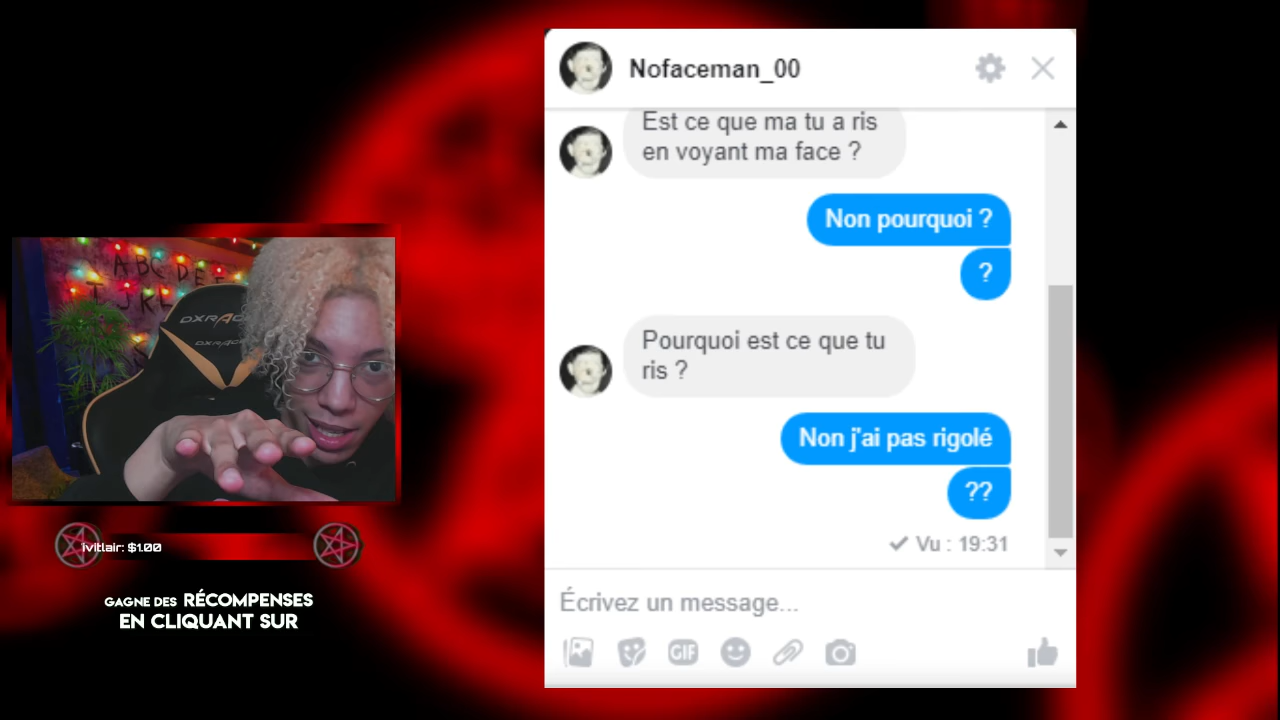 Nofaceman_00
Est ce que ma tu a ris
en voyant ma face ?
Non pourquoi ?
?
Pourquoi est ce que tu
ris ?
Non j'ai pas rigolé
??
Vu : 19:31
Écrivez un message...
GIF
A B C D E F
J K L
DXRACER
ivitlair: $1.00
GAGNE DES RÉCOMPENSES
EN CLIQUANT SUR